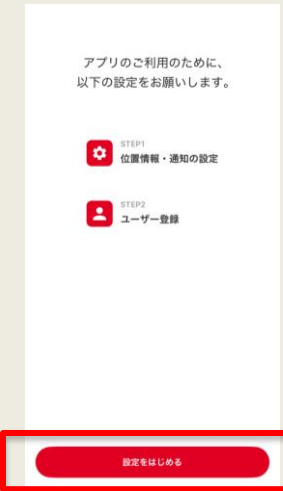 アプリのご利用のために、
以下の設定をお願いします。
STEP1
位置情報・通知の設定
STEP2
ユーザー登録
設定をはじめる